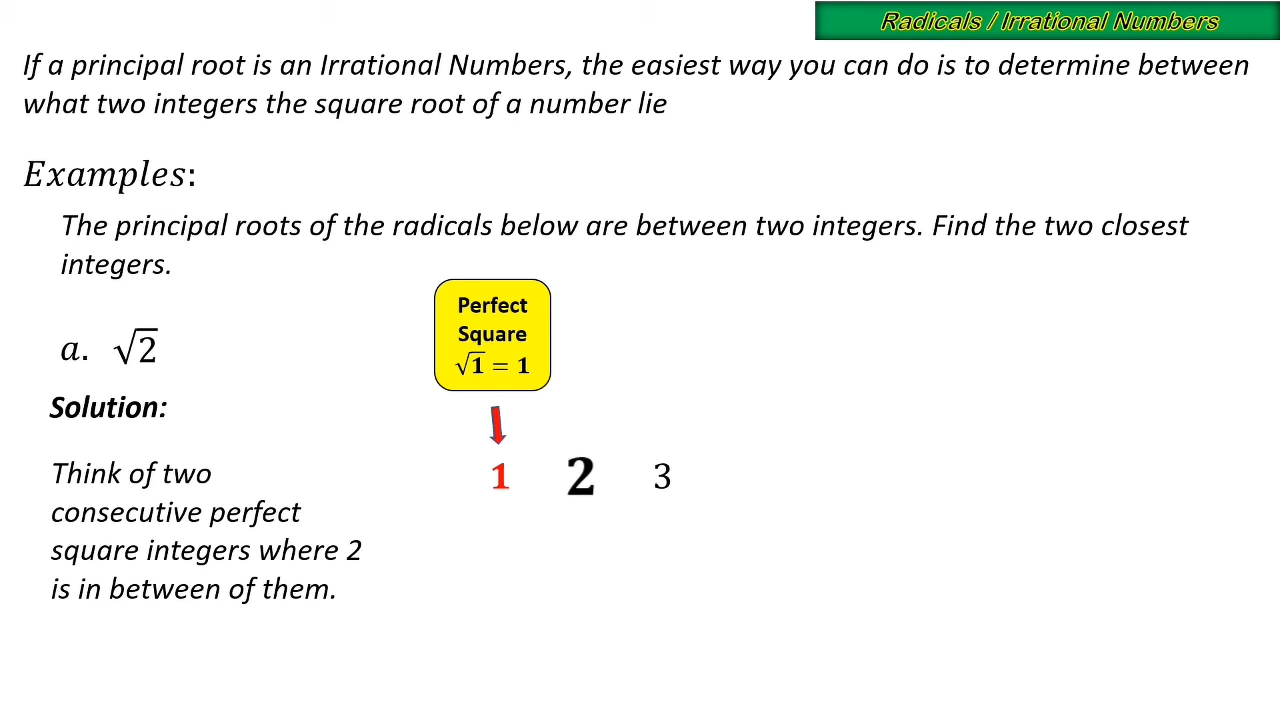 Radicals / Irrational Numbers
If a principal root is an Irrational Numbers, the easiest way you can do is to determine between
what two integers the square root of a number lie
Examples:
The principal roots of the radicals below are between two integers. Find the two closest
integers.
Perfect
Square
√1 = 1
a. √2
Solution:
1 2 3
Think of two
consecutive perfect
square integers where 2
is in between of them.